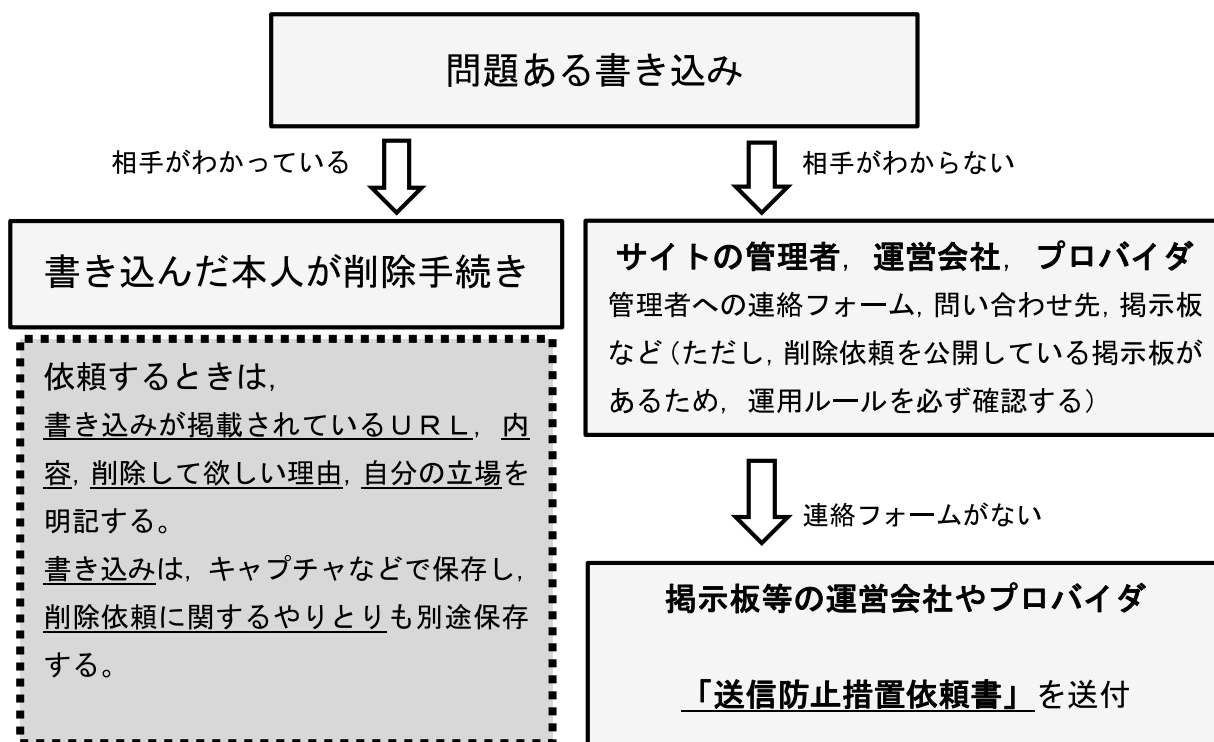 問題ある書き込み
相手がわかっている
相手がわからない
書き込んだ本人が削除手続き
依頼するときは,
書き込みが掲載されているURL, 内
容, 削除して欲しい理由, 自分の立場を
明記する。
書き込みは, キャプチャなどで保存し,
削除依頼に関するやりとりも別途保存
する。
サイトの管理者, 運営会社, プロバイダ
管理者への連絡フォーム, 問い合わせ先, 掲示板
など(ただし, 削除依頼を公開している掲示板が
あるため, 運用ルールを必ず確認する)
連絡フォームがない
掲示板等の運営会社やプロバイダ
「送信防止措置依頼書」を送付